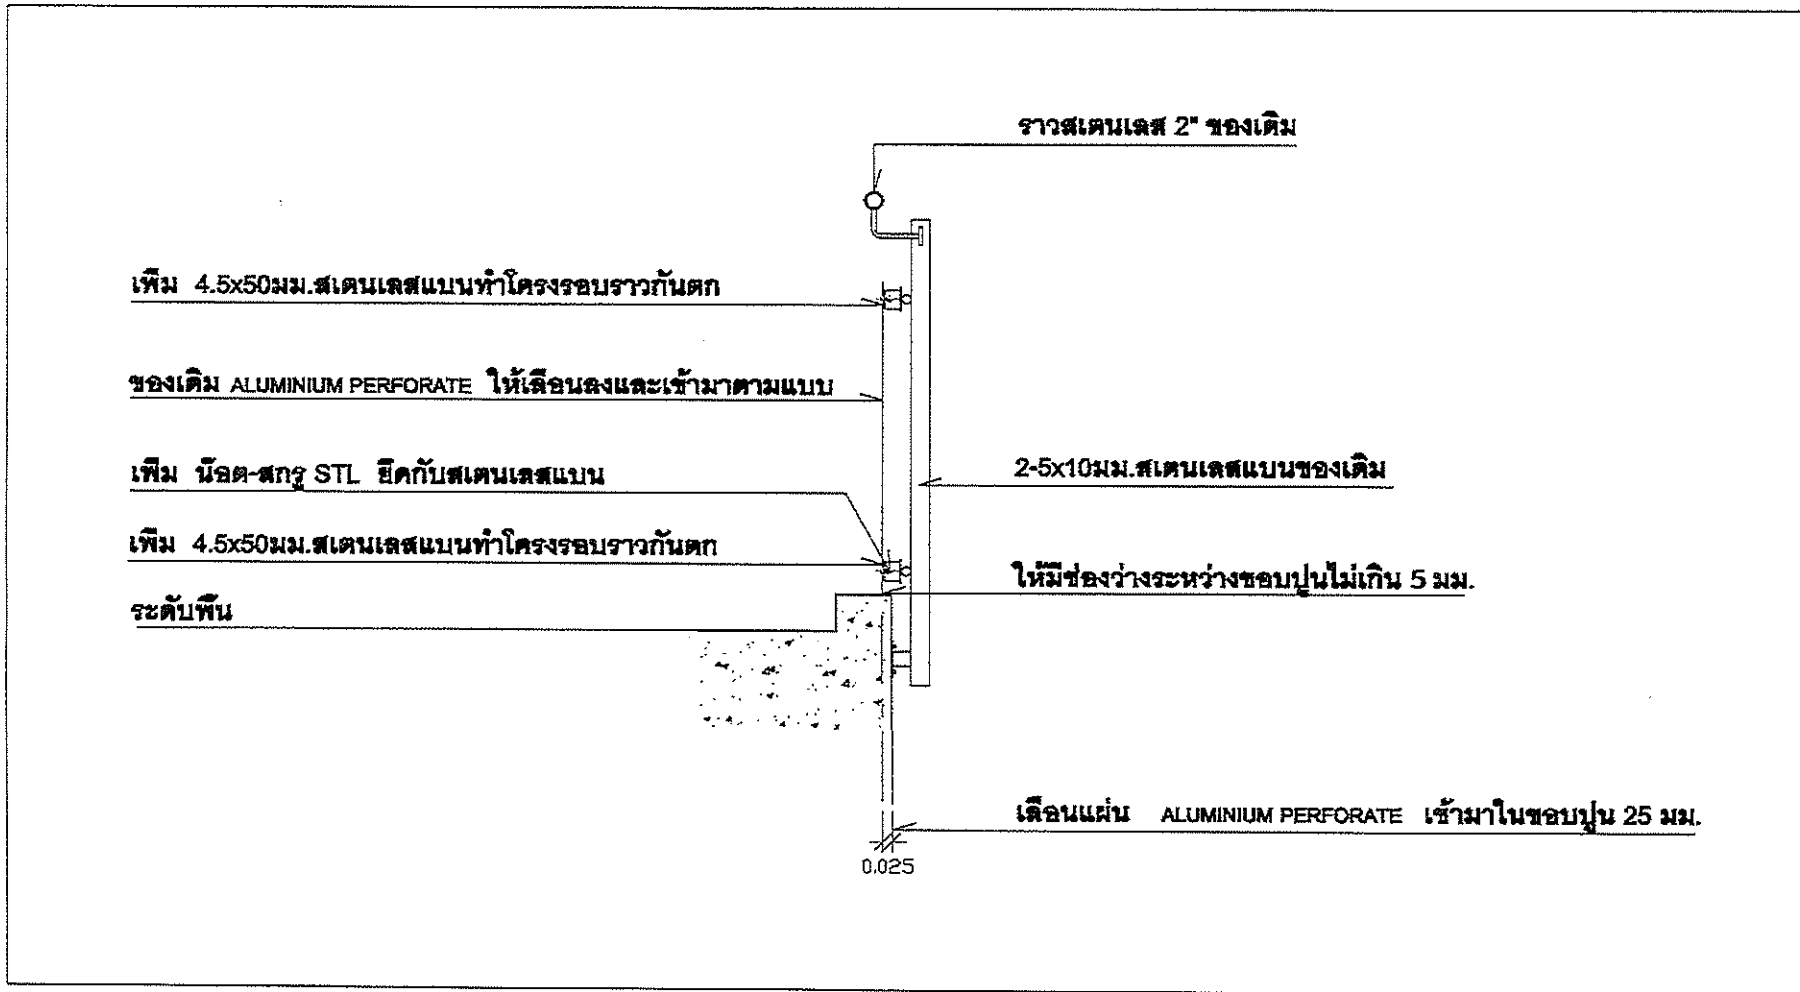 ราวสเตนเลส 2" ของเดิม
เพิ่ม 4.5x50มม.สเตนเลสแบนทำโครงรอบราวกันตก
ของเดิม ALUMINIUM PERFORATE ให้เลื่อนลงและเข้ามาตามแบบ
เพิ่ม น๊อต-สกรู STL ยึดกับสเตนเลสแบน
2-5x10มม.สเตนเลสแบนของเดิม
เพิ่ม 4.5x50มม.สเตนเลสแบนทำโครงรอบราวกันตก
ให้มีช่องว่างระหว่างขอบปูนไม่เกิน 5 มม.
ระดับพื้น
เลื่อนแผ่น ALUMINIUM PERFORATE เข้ามาในขอบปูน 25 มม.
0.025